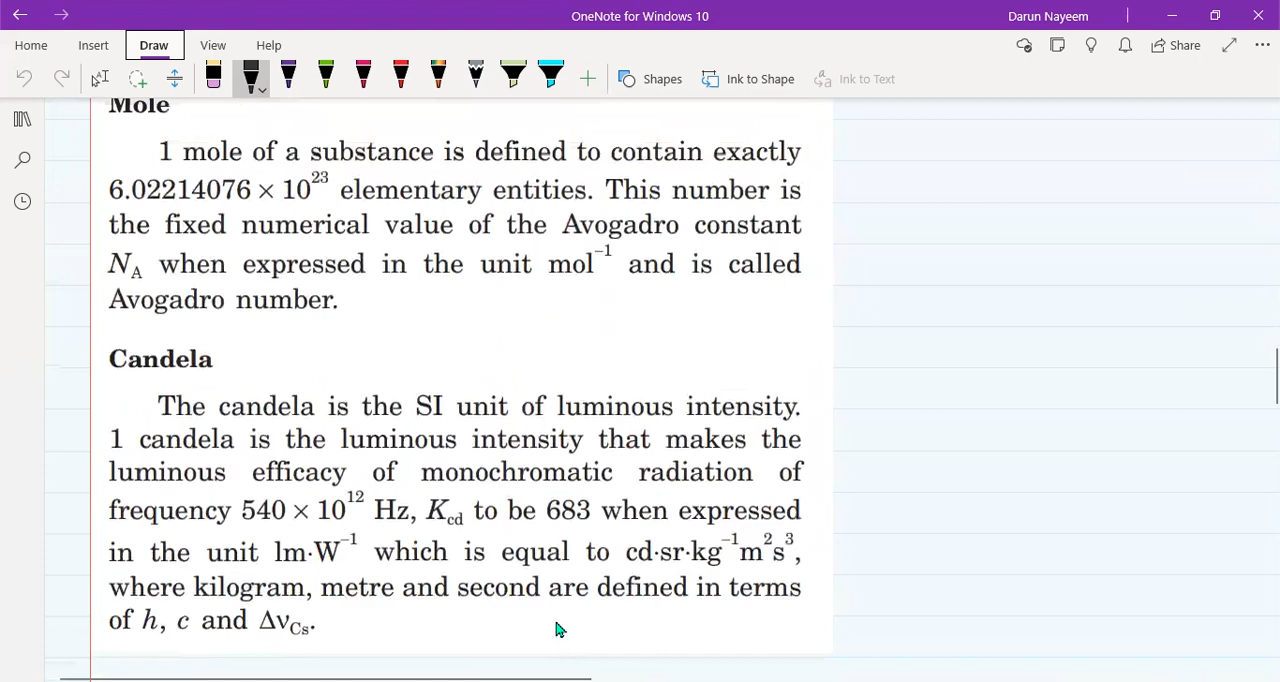 OneNote for Windows 10
Darun Nayeem
Home Insert Draw View Help
Share
Shapes Ink to Shape Ink to Text
Mole
1 mole of a substance is defined to contain exactly
6.02214076 × 10²³ elementary entities. This number is
the fixed numerical value of the Avogadro constant
N_A when expressed in the unit mol⁻¹ and is called
Avogadro number.
Candela
The candela is the SI unit of luminous intensity.
1 candela is the luminous intensity that makes the
luminous efficacy of monochromatic radiation of
frequency 540 × 10¹² Hz, K_cd to be 683 when expressed
in the unit lm·W⁻¹ which is equal to cd·sr·kg⁻¹m²s³,
where kilogram, metre and second are defined in terms
of h, c and Δν_Cs.